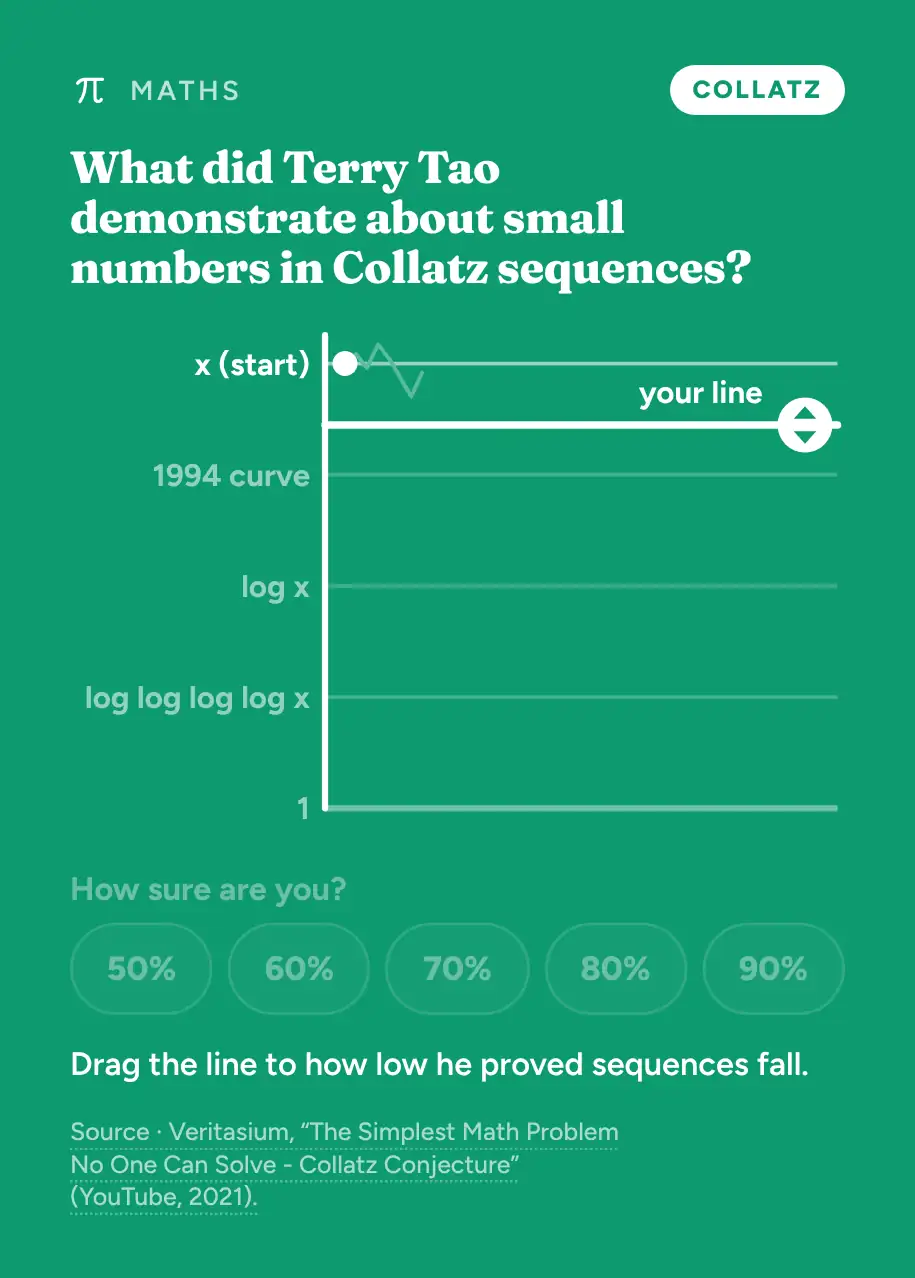 π MATHS
COLLATZ
What did Terry Tao
demonstrate about small
numbers in Collatz sequences?
x (start)
your line
1994 curve
log x
log log log log x
1
How sure are you?
50% 60% 70% 80% 90%
Drag the line to how low he proved sequences fall.
Source · Veritasium, “The Simplest Math Problem
No One Can Solve - Collatz Conjecture”
(YouTube, 2021).